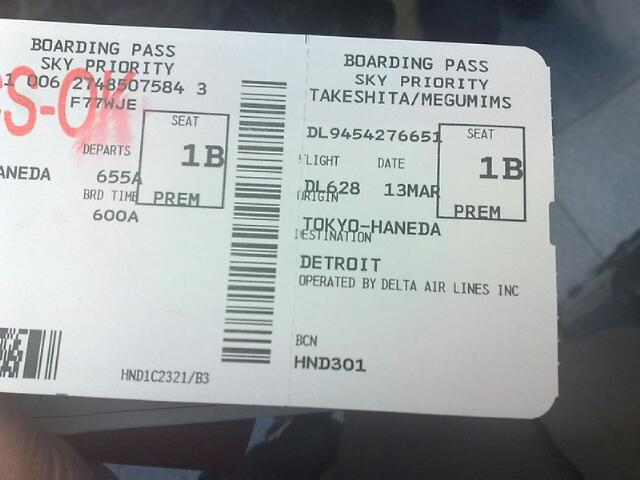 BOARDING PASS
SKY PRIORITY
1 006 2748507584 3
F77WJE
S-OK
SEAT
1B
PREM
DEPARTS
ANEDA 655A
BRD TIME
600A
HND1C2321/B3
BOARDING PASS
SKY PRIORITY
TAKESHITA/MEGUMIMS
DL9454276651
SEAT
1B
PREM
FLIGHT DATE
DL628 13MAR
ORIGIN
TOKYO-HANEDA
DESTINATION
DETROIT
OPERATED BY DELTA AIR LINES INC
BCN
HND301